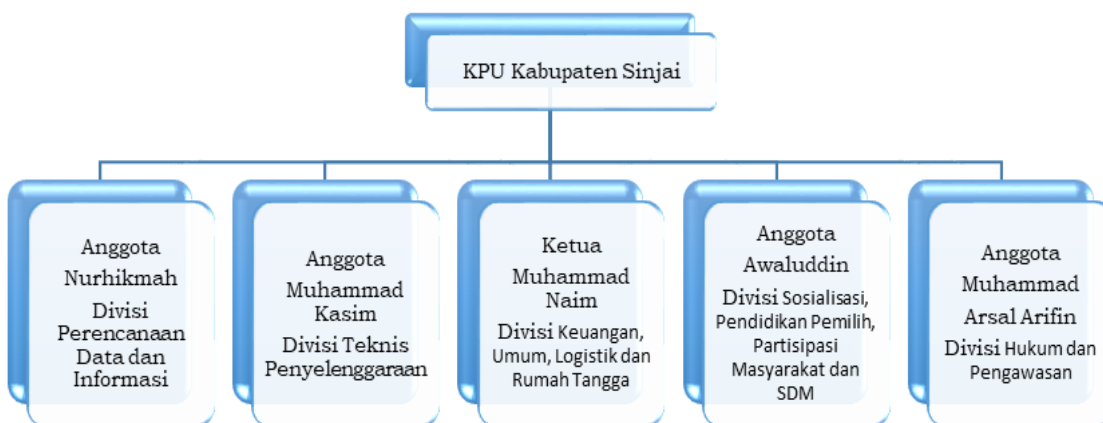 KPU Kabupaten Sinjai
Anggota
Nurhikmah
Divisi
Perencanaan
Data dan
Informasi
Anggota
Muhammad
Kasim
Divisi Teknis
Penyelenggaraan
Ketua
Muhammad
Naim
Divisi Keuangan,
Umum, Logistik dan
Rumah Tangga
Anggota
Awaluddin
Divisi Sosialisasi,
Pendidikan Pemilih,
Partisipasi
Masyarakat dan
SDM
Anggota
Muhammad
Arsal Arifin
Divisi Hukum dan
Pengawasan